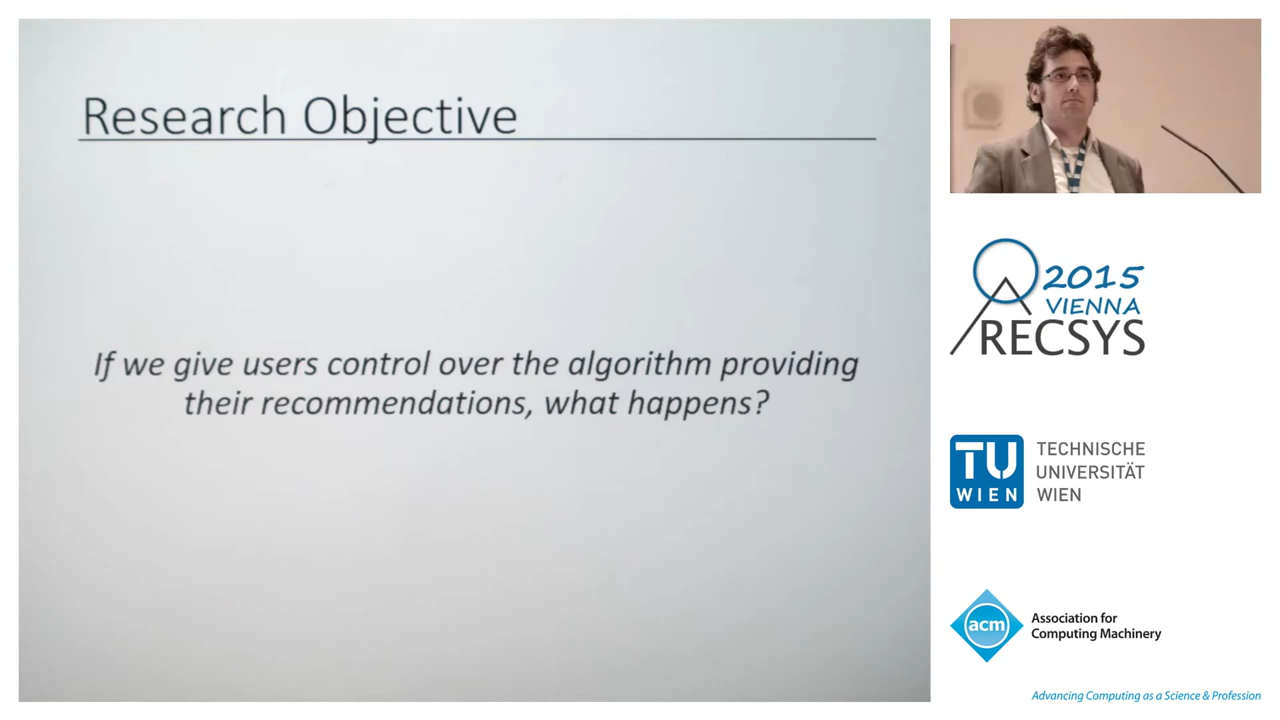 Research Objective
If we give users control over the algorithm providing
their recommendations, what happens?
2015
VIENNA
RECSYS
TU
WIEN
TECHNISCHE
UNIVERSITÄT
WIEN
acm
Association for
Computing Machinery
Advancing Computing as a Science & Profession